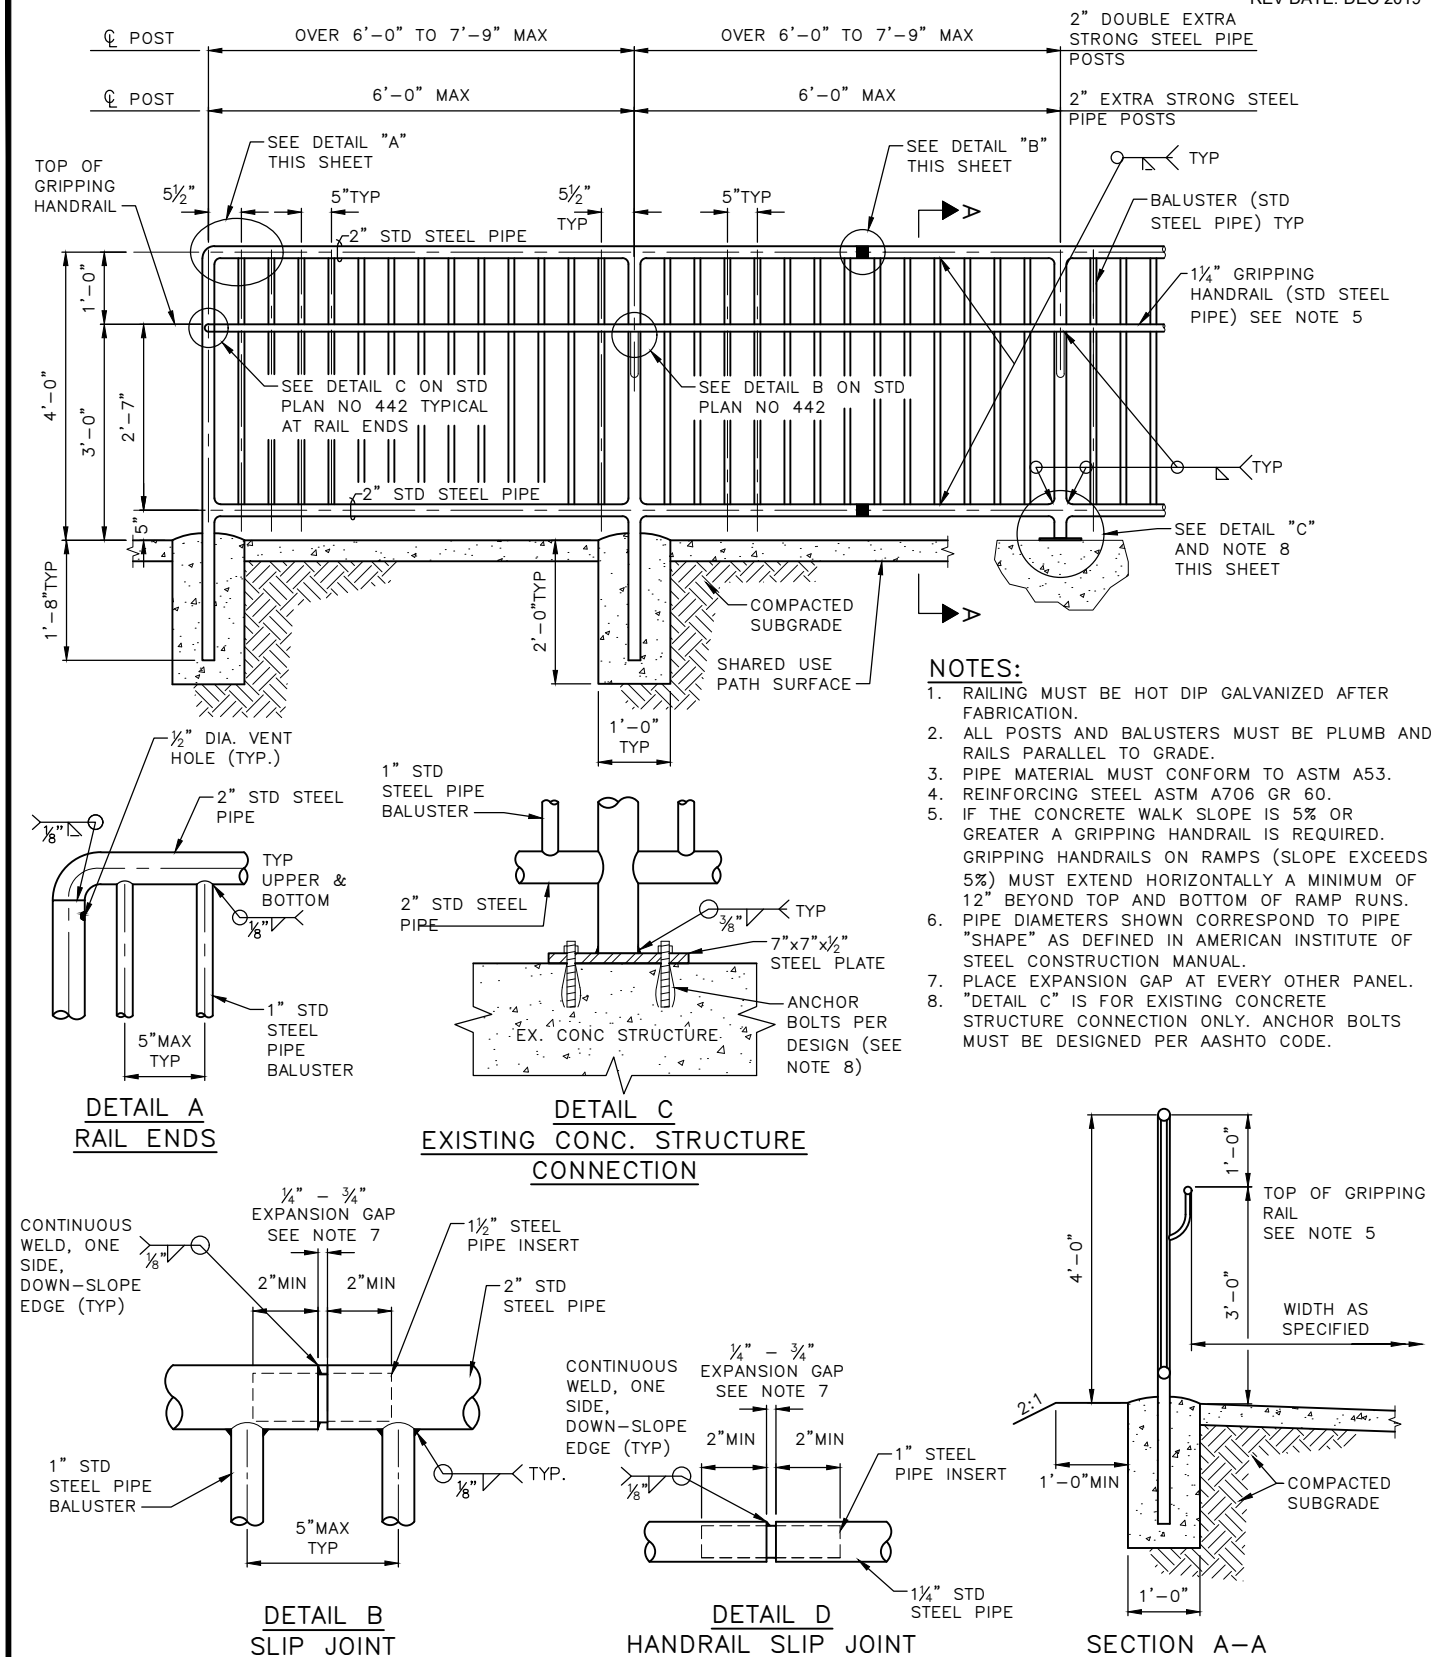 REV DATE: DEC 2019
℄ POST
OVER 6'-0" TO 7'-9" MAX
OVER 6'-0" TO 7'-9" MAX
2" DOUBLE EXTRA
STRONG STEEL PIPE
POSTS
℄ POST
6'-0" MAX
6'-0" MAX
2" EXTRA STRONG STEEL
PIPE POSTS
SEE DETAIL "A"
THIS SHEET
SEE DETAIL "B"
THIS SHEET
TYP
TOP OF
GRIPPING
HANDRAIL
5½"
5"TYP
5½"
TYP
5"TYP
A
BALUSTER (STD
STEEL PIPE) TYP
2" STD STEEL PIPE
1¼" GRIPPING
HANDRAIL (STD STEEL
PIPE) SEE NOTE 5
1'-0"
4'-0"
3'-0"
2'-7"
SEE DETAIL C ON STD
PLAN NO 442 TYPICAL
AT RAIL ENDS
SEE DETAIL B ON STD
PLAN NO 442
TYP
2" STD STEEL PIPE
5"
SEE DETAIL "C"
AND NOTE 8
THIS SHEET
1'-8"TYP
2'-0"TYP
COMPACTED
SUBGRADE
A
SHARED USE
PATH SURFACE
1'-0"
TYP
NOTES:
1. RAILING MUST BE HOT DIP GALVANIZED AFTER
FABRICATION.
2. ALL POSTS AND BALUSTERS MUST BE PLUMB AND
RAILS PARALLEL TO GRADE.
3. PIPE MATERIAL MUST CONFORM TO ASTM A53.
4. REINFORCING STEEL ASTM A706 GR 60.
5. IF THE CONCRETE WALK SLOPE IS 5% OR
GREATER A GRIPPING HANDRAIL IS REQUIRED.
GRIPPING HANDRAILS ON RAMPS (SLOPE EXCEEDS
5%) MUST EXTEND HORIZONTALLY A MINIMUM OF
12" BEYOND TOP AND BOTTOM OF RAMP RUNS.
6. PIPE DIAMETERS SHOWN CORRESPOND TO PIPE
"SHAPE" AS DEFINED IN AMERICAN INSTITUTE OF
STEEL CONSTRUCTION MANUAL.
7. PLACE EXPANSION GAP AT EVERY OTHER PANEL.
8. "DETAIL C" IS FOR EXISTING CONCRETE
STRUCTURE CONNECTION ONLY. ANCHOR BOLTS
MUST BE DESIGNED PER AASHTO CODE.
½" DIA. VENT
HOLE (TYP.)
2" STD STEEL
PIPE
⅛"
TYP
UPPER &
BOTTOM
⅛"
1" STD
STEEL
PIPE
BALUSTER
5"MAX
TYP
DETAIL A
RAIL ENDS
1" STD
STEEL PIPE
BALUSTER
2" STD STEEL
PIPE
⅜"
TYP
7"x7"x½"
STEEL PLATE
ANCHOR
BOLTS PER
DESIGN (SEE
NOTE 8)
EX. CONC STRUCTURE
DETAIL C
EXISTING CONC. STRUCTURE
CONNECTION
CONTINUOUS
WELD, ONE
SIDE,
DOWN-SLOPE
EDGE (TYP)
⅛"
¼" - ¾"
EXPANSION GAP
SEE NOTE 7
1½" STEEL
PIPE INSERT
2"MIN
2"MIN
2" STD
STEEL PIPE
1" STD
STEEL PIPE
BALUSTER
⅛"
TYP.
5"MAX
TYP
DETAIL B
SLIP JOINT
CONTINUOUS
WELD, ONE
SIDE,
DOWN-SLOPE
EDGE (TYP)
⅛"
¼" - ¾"
EXPANSION GAP
SEE NOTE 7
2"MIN
2"MIN
1" STEEL
PIPE INSERT
1¼" STD
STEEL PIPE
DETAIL D
HANDRAIL SLIP JOINT
1'-0"
4'-0"
3'-0"
TOP OF GRIPPING
RAIL
SEE NOTE 5
WIDTH AS
SPECIFIED
2:1
1'-0"MIN
COMPACTED
SUBGRADE
1'-0"
SECTION A-A